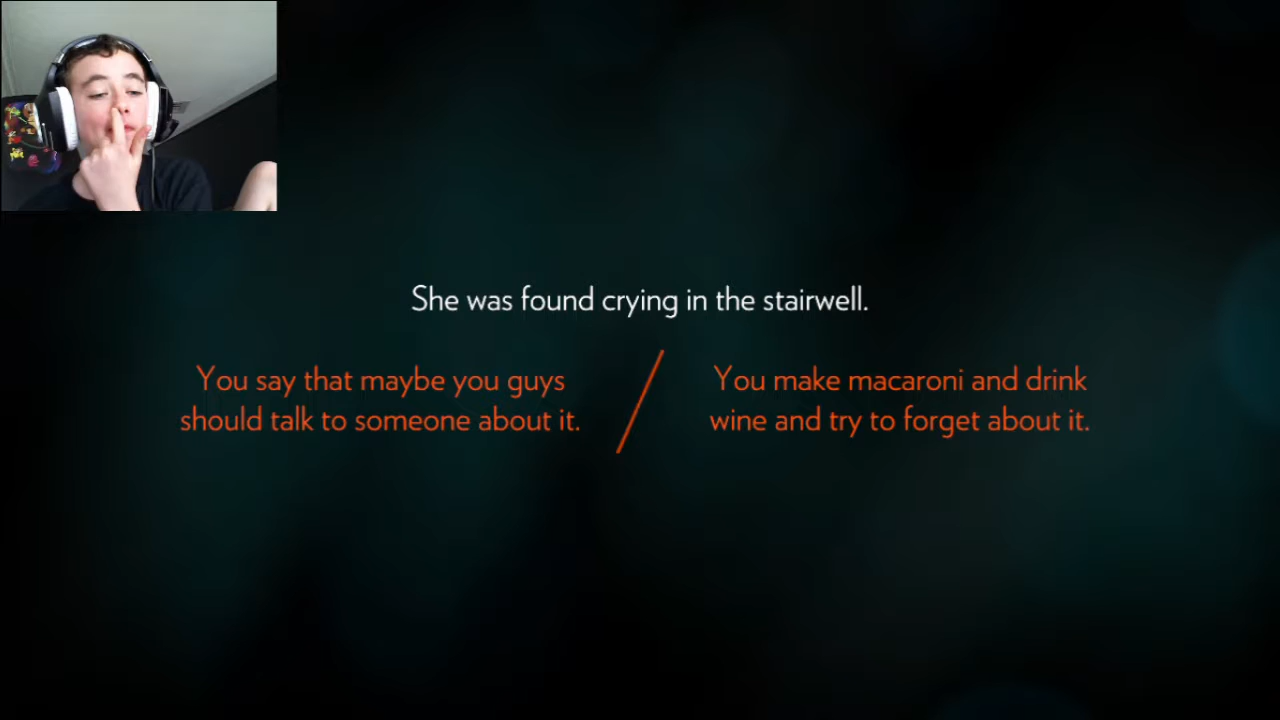 She was found crying in the stairwell.
You say that maybe you guys
should talk to someone about it.
You make macaroni and drink
wine and try to forget about it.